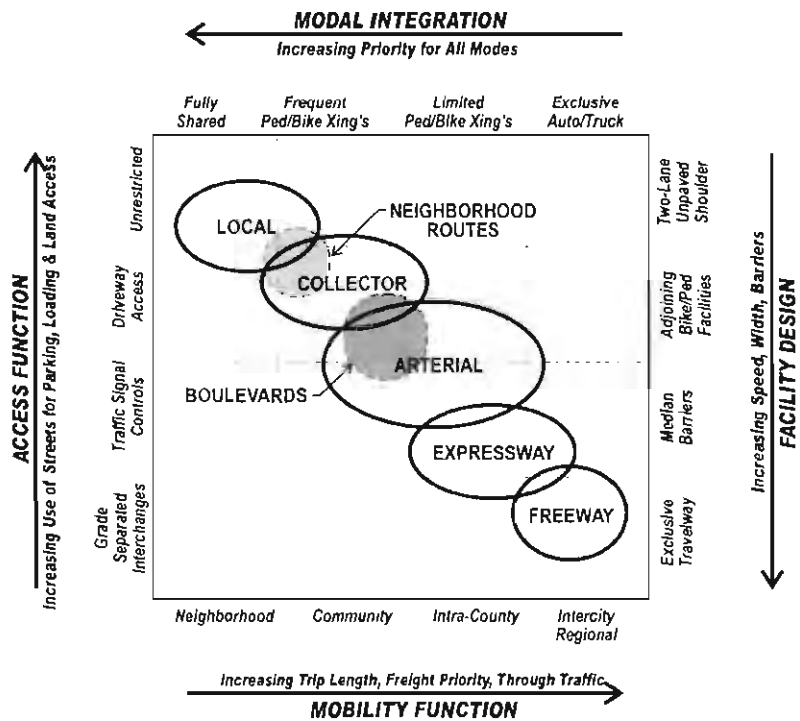 MODAL INTEGRATION
Increasing Priority for All Modes
Fully
Shared
Frequent
Ped/Bike Xing's
Limited
Ped/Bike Xing's
Exclusive
Auto/Truck
ACCESS FUNCTION
Increasing Use of Streets for Parking, Loading & Land Access
Unrestricted
Driveway
Access
Traffic Signal
Controls
Grade
Separated
Interchanges
LOCAL
NEIGHBORHOOD
ROUTES
COLLECTOR
ARTERIAL
BOULEVARDS
EXPRESSWAY
FREEWAY
Two-Lane
Unpaved
Shoulder
Adjoining
Bike/Ped
Facilities
Median
Barriers
Exclusive
Travelway
Increasing Speed, Width, Barriers
FACILITY DESIGN
Neighborhood
Community
Intra-County
Intercity
Regional
Increasing Trip Length, Freight Priority, Through Traffic
MOBILITY FUNCTION